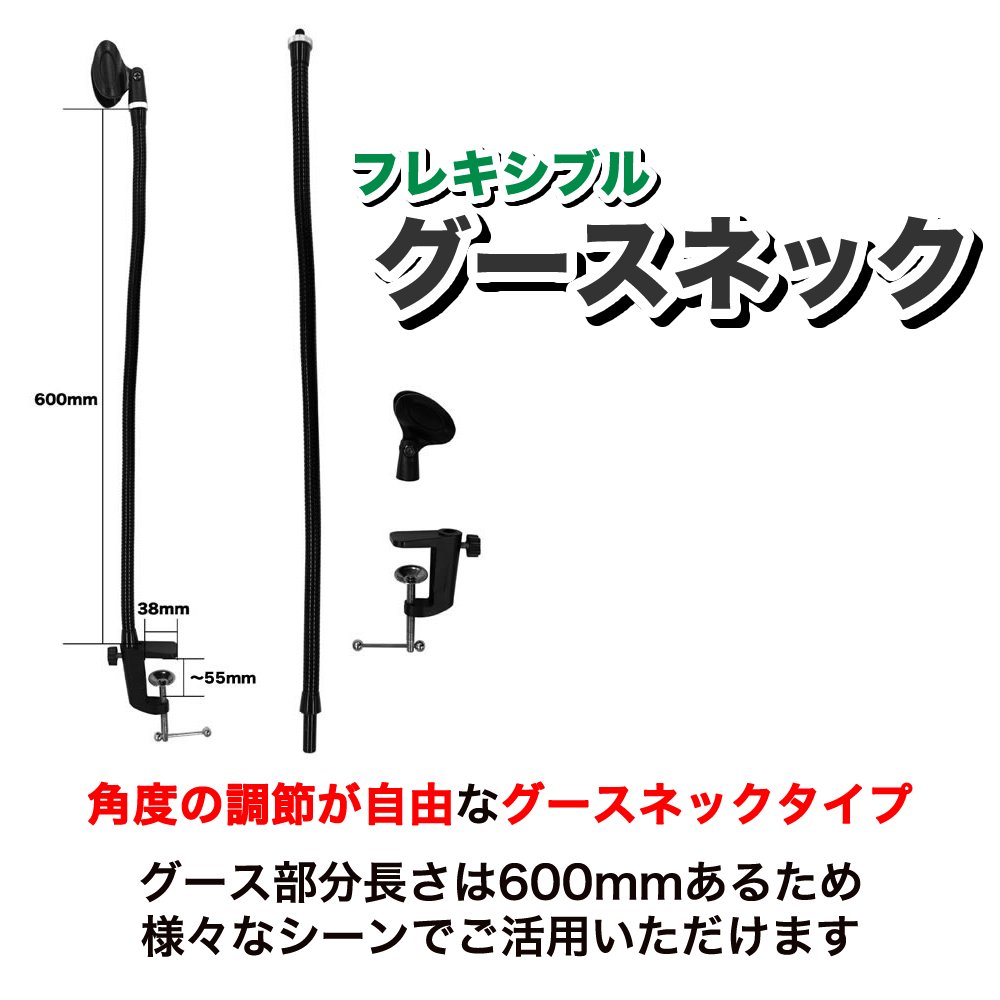 フレキシブル
グースネック
600mm
38mm
～55mm
角度の調節が自由なグースネックタイプ
グース部分長さは600mmあるため
様々なシーンでご活用いただけます